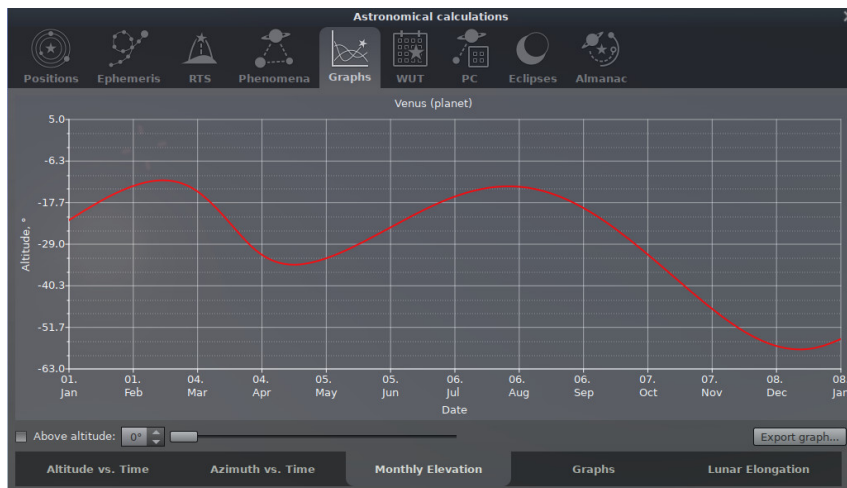 Astronomical calculations
Positions Ephemeris RTS Phenomena Graphs WUT PC Eclipses Almanac
Venus (planet)
5.0
-6.3
-17.7
-29.0
-40.3
-51.7
-63.0
Altitude, °
01. 01. 04. 04. 05. 05. 06. 06. 06. 07. 07. 08. 08.
Jan Feb Mar Apr May Jun Jul Aug Sep Oct Nov Dec Jan
Date
Above altitude: 0° Export graph...
Altitude vs. Time Azimuth vs. Time Monthly Elevation Graphs Lunar Elongation